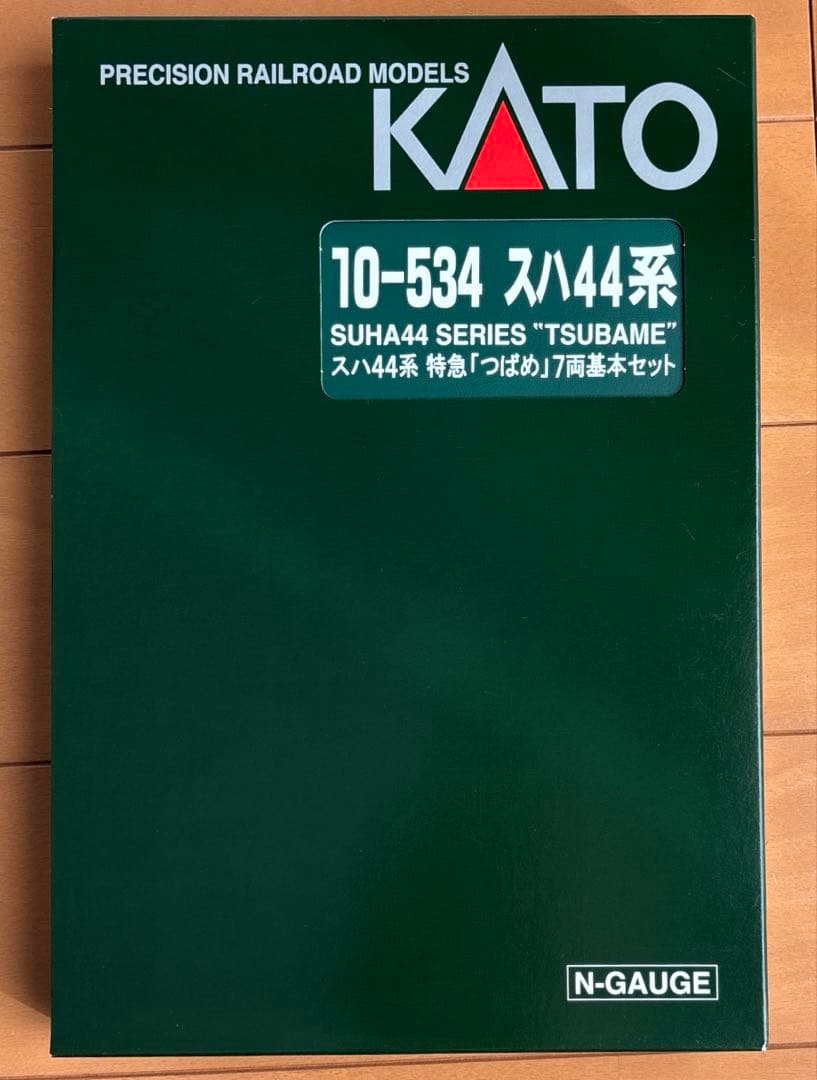 PRECISION RAILROAD MODELS
KATO
10-534 スハ44系
SUHA44 SERIES "TSUBAME"
スハ44系 特急「つばめ」7両基本セット
N-GAUGE